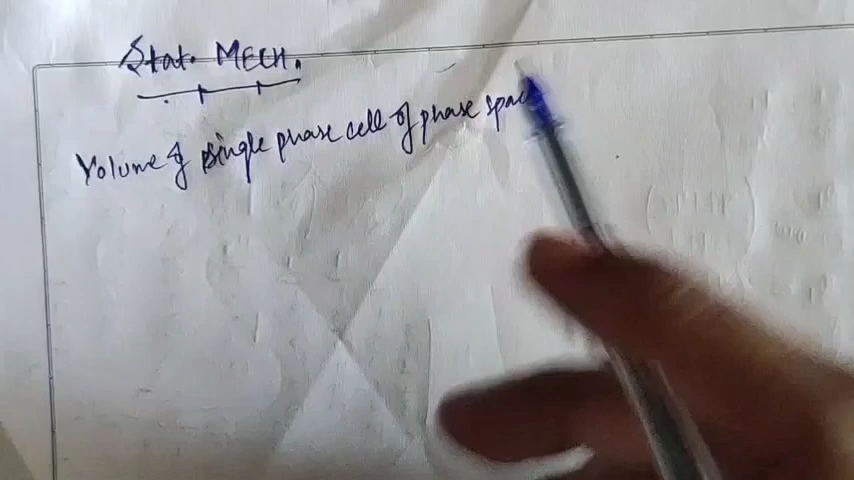 Stat. MECH.
Volume of single phase cell of phase space